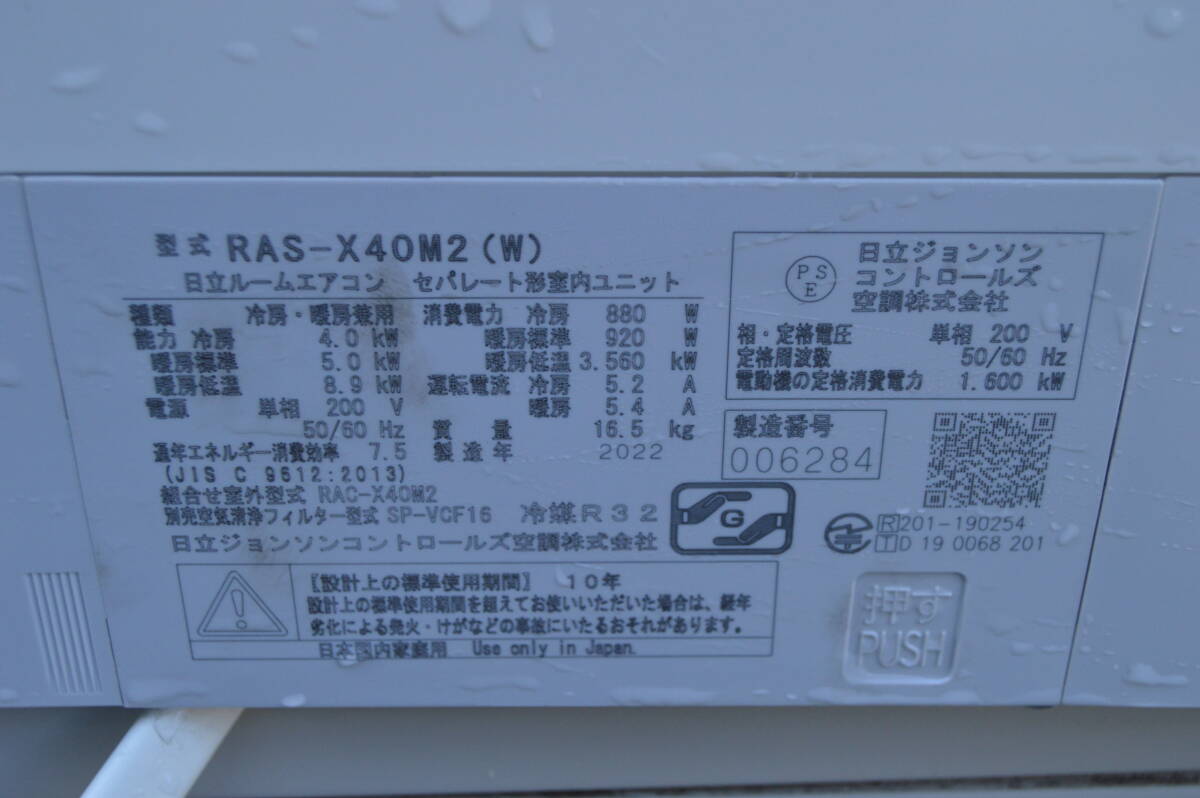 型式 RAS-X40M2(W)
日立ルームエアコン セパレート形室内ユニット
種類 冷房・暖房兼用 消費電力 冷房 880 W
能力 冷房 4.0 kW 暖房標準 920 W
暖房標準 5.0 kW 暖房低温 3.560 kW
暖房低温 8.9 kW 運転電流 冷房 5.2 A
電源 単相 200 V 暖房 5.4 A
50/60 Hz 質量 16.5 kg
通年エネルギー消費効率 7.5 製造年 2022
(JIS C 9612:2013)
組合せ室外型式 RAC-X40M2
別売空気清浄フィルター型式 SP-VCF16 冷媒R32
日立ジョンソンコントロールズ空調株式会社
G
PS
E
日立ジョンソン
コントロールズ
空調株式会社
相・定格電圧 単相 200 V
定格周波数 50/60 Hz
電動機の定格消費電力 1.600 kW
製造番号
006284
R 201-190254
T D 19 0068 201
【設計上の標準使用期間】 10年
設計上の標準使用期間を超えてお使いいただいた場合は、経年
劣化による発火・けがなどの事故にいたるおそれがあります。
日本国内家庭用 Use only in Japan.
押す
PUSH